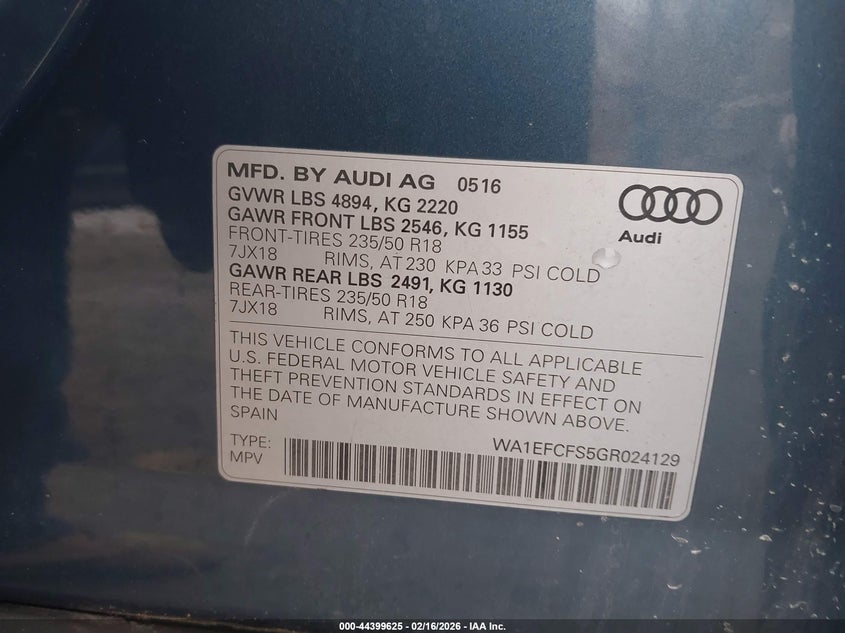 MFD. BY AUDI AG 0516
GVWR LBS 4894, KG 2220
GAWR FRONT LBS 2546, KG 1155
FRONT-TIRES 235/50 R18
7JX18 RIMS, AT 230 KPA 33 PSI COLD
GAWR REAR LBS 2491, KG 1130
REAR-TIRES 235/50 R18
7JX18 RIMS, AT 250 KPA 36 PSI COLD
Audi
THIS VEHICLE CONFORMS TO ALL APPLICABLE
U.S. FEDERAL MOTOR VEHICLE SAFETY AND
THEFT PREVENTION STANDARDS IN EFFECT ON
THE DATE OF MANUFACTURE SHOWN ABOVE.
SPAIN
TYPE: WA1EFCFS5GR024129
MPV
000-44399625 - 02/16/2026 - IAA Inc.